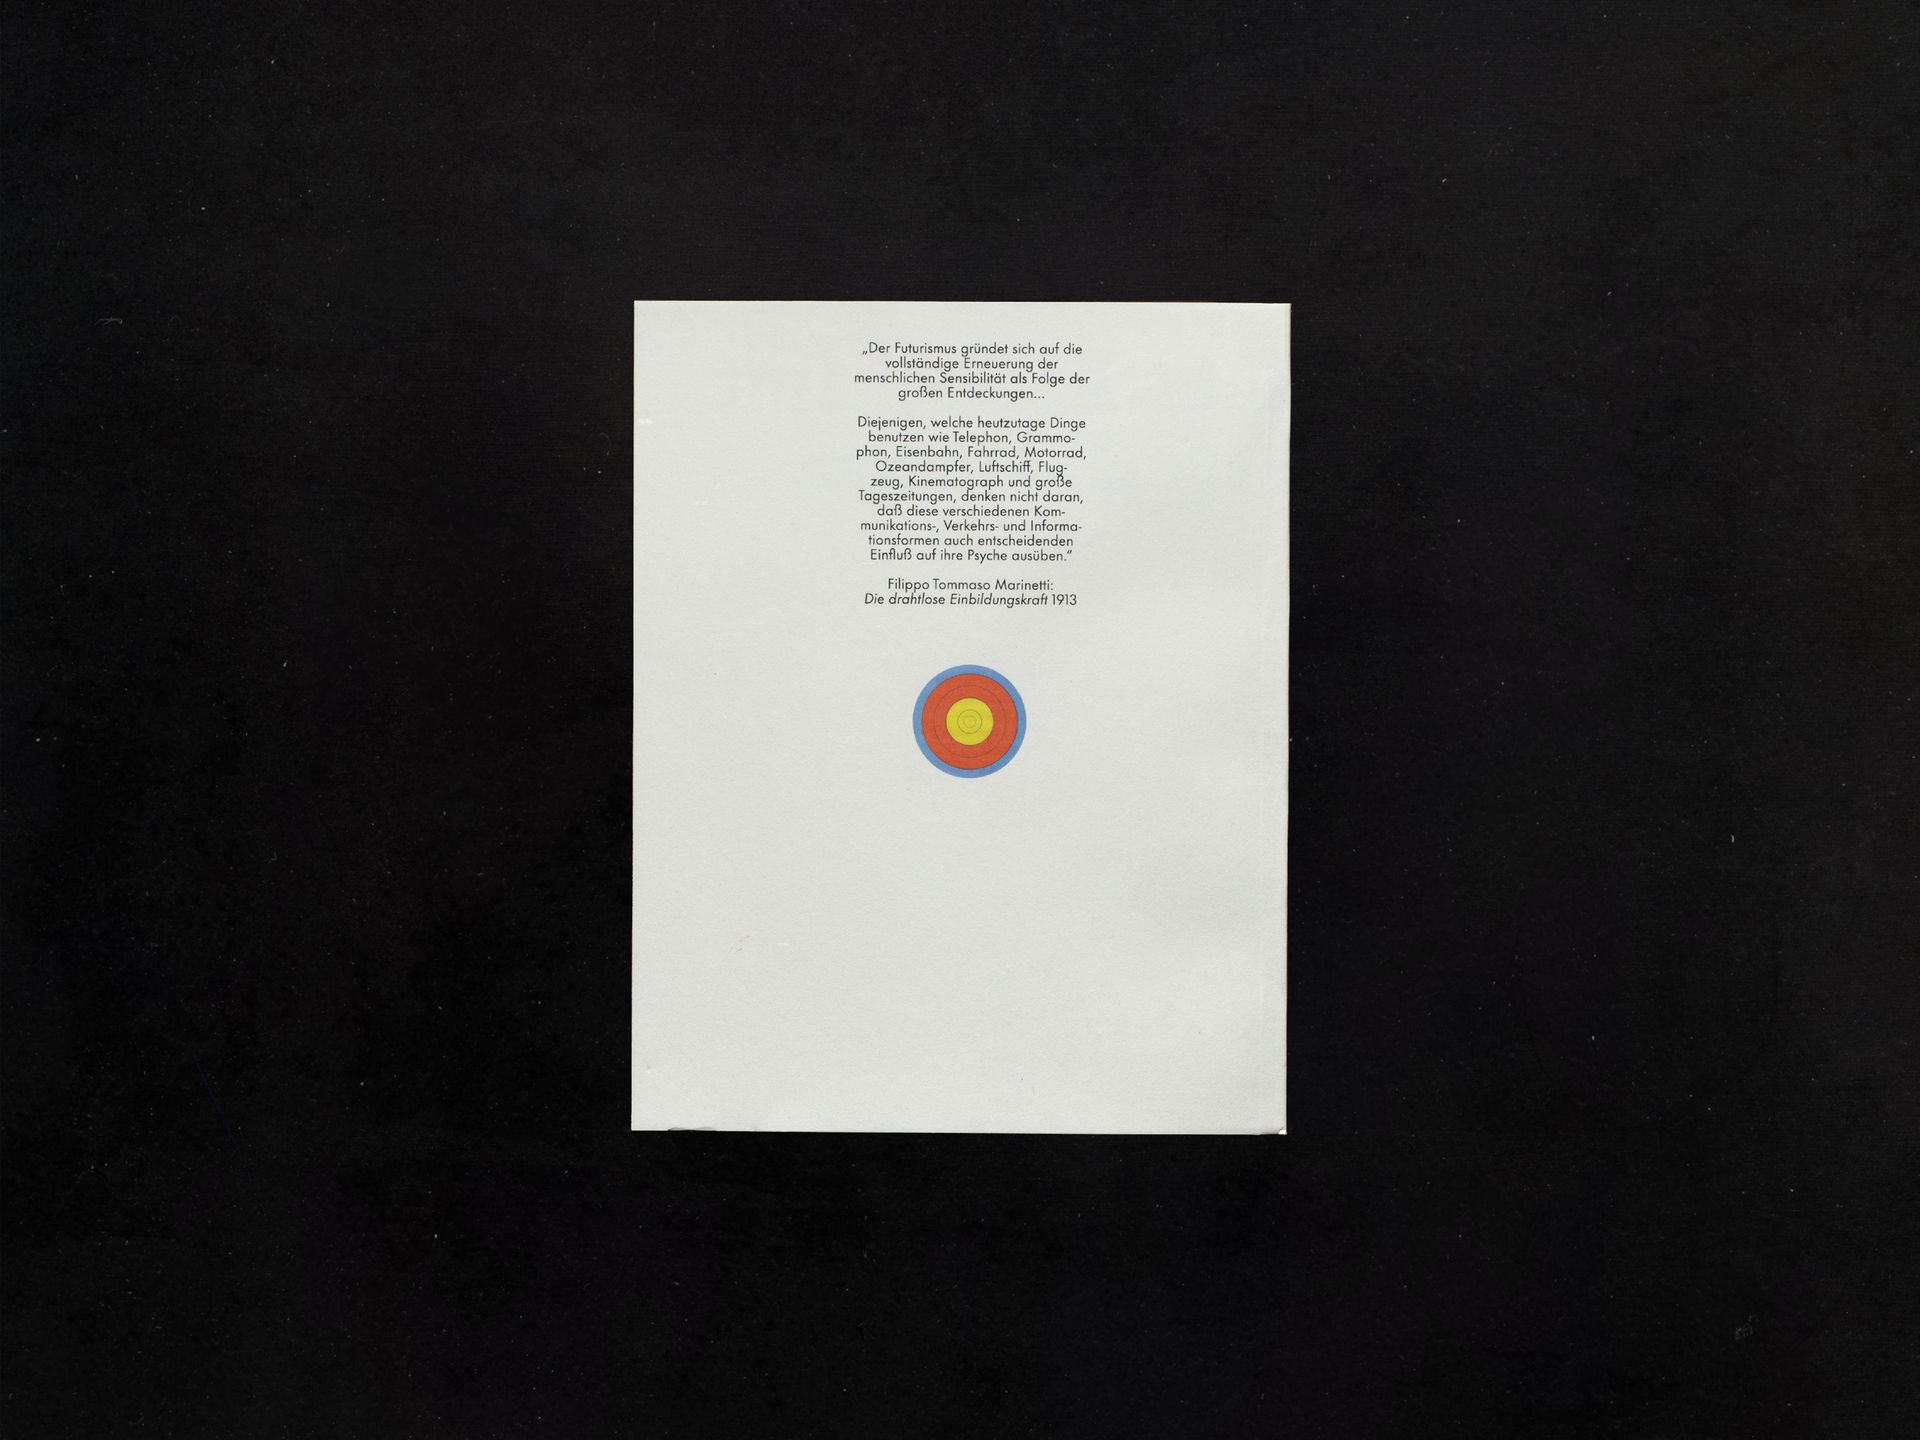 „Der Futurismus gründet sich auf die
vollständige Erneuerung der
menschlichen Sensibilität als Folge der
großen Entdeckungen...
Diejenigen, welche heutzutage Dinge
benutzen wie Telephon, Grammo-
phon, Eisenbahn, Fahrrad, Motorrad,
Ozeandampfer, Luftschiff, Flug-
zeug, Kinematograph und große
Tageszeitungen, denken nicht daran,
daß diese verschiedenen Kom-
munikations-, Verkehrs- und Informa-
tionsformen auch entscheidenden
Einfluß auf ihre Psyche ausüben.“
Filippo Tommaso Marinetti:
Die drahtlose Einbildungskraft 1913